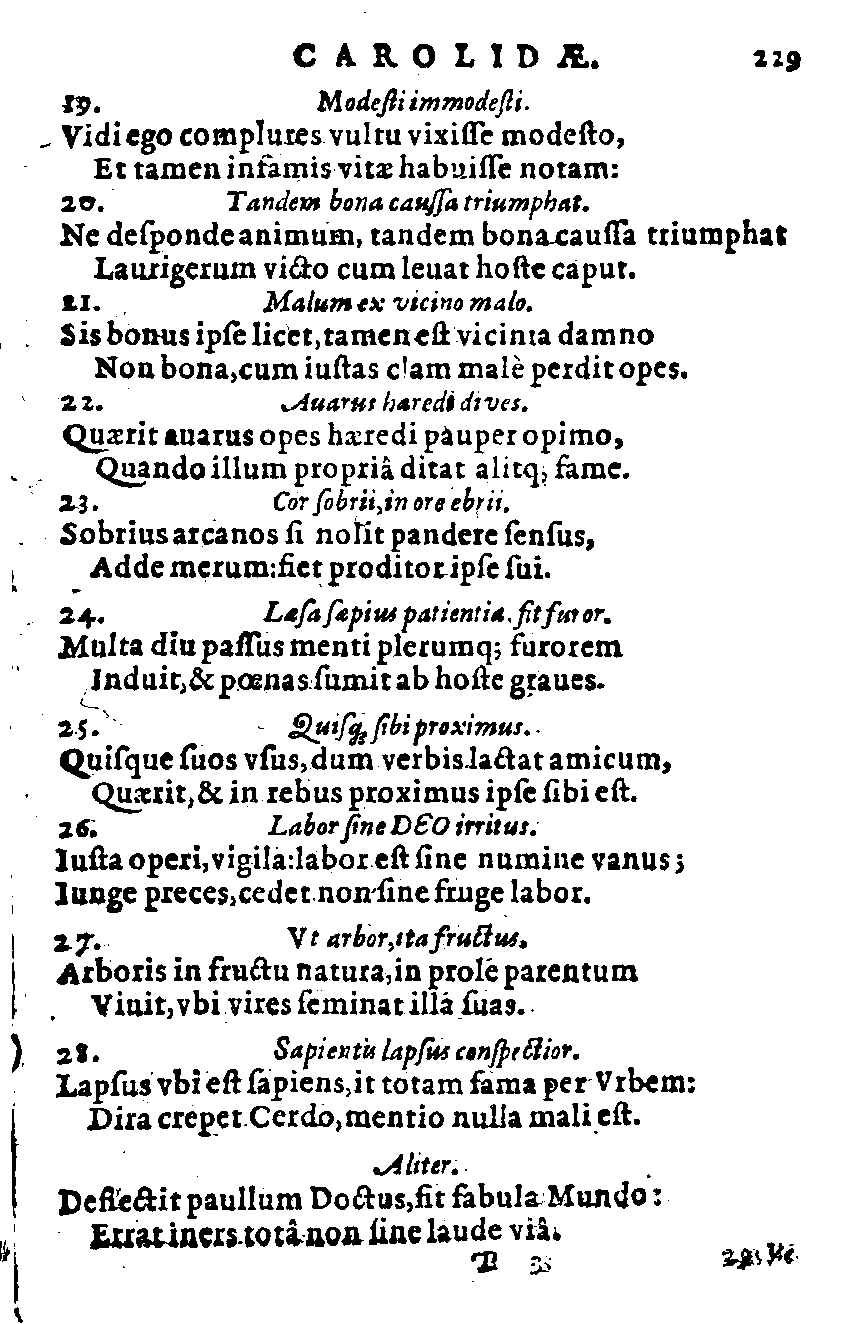 CAROLIDÆ. 229
19. Modeſti immodeſti.
Vidi ego complures vultu vixiſſe modeſto,
Et tamen infamis vitæ habuiſſe notam:
20. Tandem bona cauſſa triumphat.
Ne deſponde animum, tandem bona cauſſa triumphat
Laurigerum victo cum leuat hoſte caput.
21. Malum ex vicino malo.
Sis bonus ipſe licet, tamen eſt vicinia damno
Non bona, cum iuſtas clam malè perdit opes.
22. Auarus hæredi dives.
Quærit auarus opes hæredi pauper opimo,
Quando illum propriâ ditat alitq; fame.
23. Cor ſobrii, in ore ebrii.
Sobrius arcanos ſi nolit pandere ſenſus,
Adde merum: fiet proditor ipſe ſui.
24. Læſa ſæpius patientia fit furor.
Multa diu paſſus menti plerumq; furorem
Induit, & pœnas ſumit ab hoſte graues.
25. Quiſq; ſibi proximus.
Quiſque ſuos vſus, dum verbis lactat amicum,
Quærit, & in rebus proximus ipſe ſibi eſt.
26. Labor ſine DEO irritus.
Iuſta operi, vigila: labor eſt ſine numine vanus;
Iunge preces, cedet non ſine fruge labor.
27. Vt arbor, ita fructus.
Arboris in fructu natura, in prole parentum
Viuit, vbi vires ſeminat illa ſuas.
28. Sapientis lapſus conſpectior.
Lapſus vbi eſt ſapiens, it totam fama per Vrbem:
Dira crepet Cerdo, mentio nulla mali eſt.
Aliter.
Deflectit paullum Doctus, fit fabula Mundo:
Errat iners totâ non ſine laude viâ.